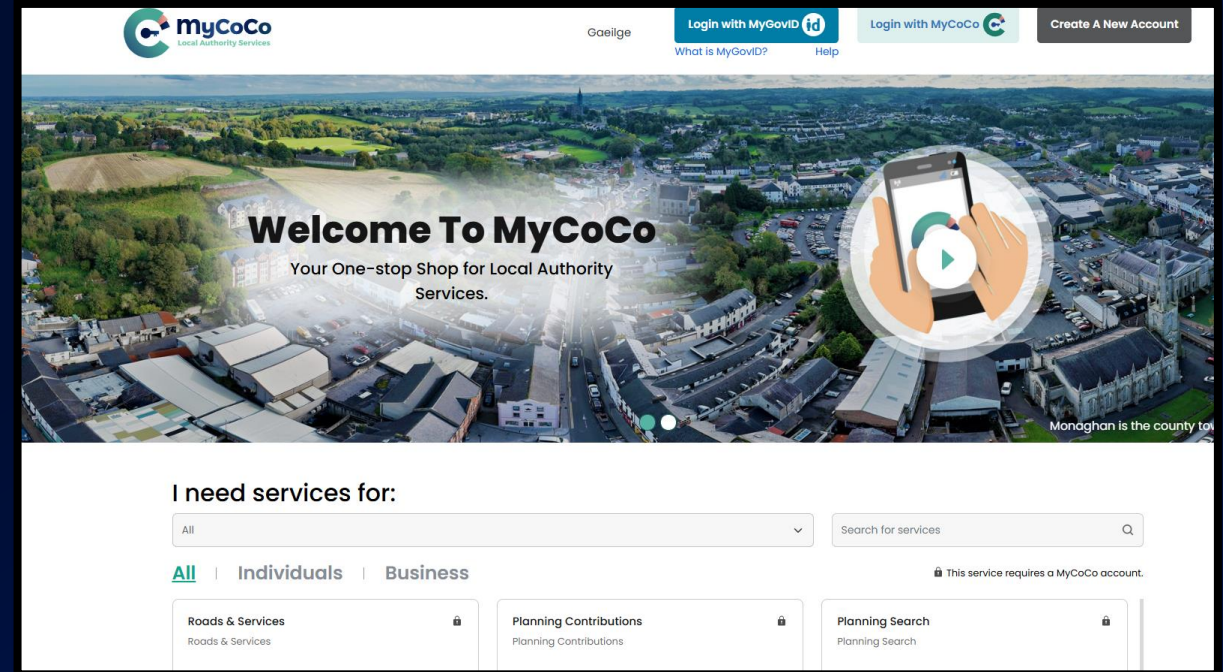 MyCoCo
Local Authority Services
Gaeilge
Login with MyGovID id
Login with MyCoCo
Create A New Account
What is MyGovID? Help
Welcome To MyCoCo
Your One-stop Shop for Local Authority
Services.
Monaghan is the county tow
I need services for:
All
Search for services
All | Individuals | Business
This service requires a MyCoCo account.
Roads & Services
Roads & Services
Planning Contributions
Planning Contributions
Planning Search
Planning Search